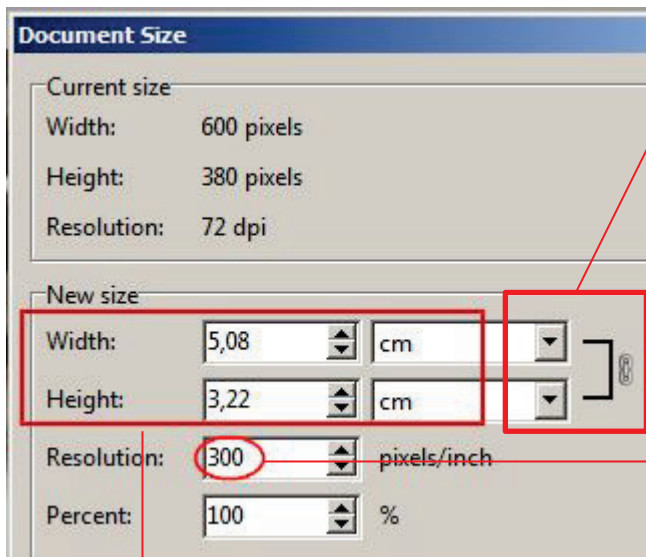 Document Size
Current size
Width: 600 pixels
Height: 380 pixels
Resolution: 72 dpi
New size
Width: 5,08 cm
Height: 3,22 cm
Resolution: 300 pixels/inch
Percent: 100 %